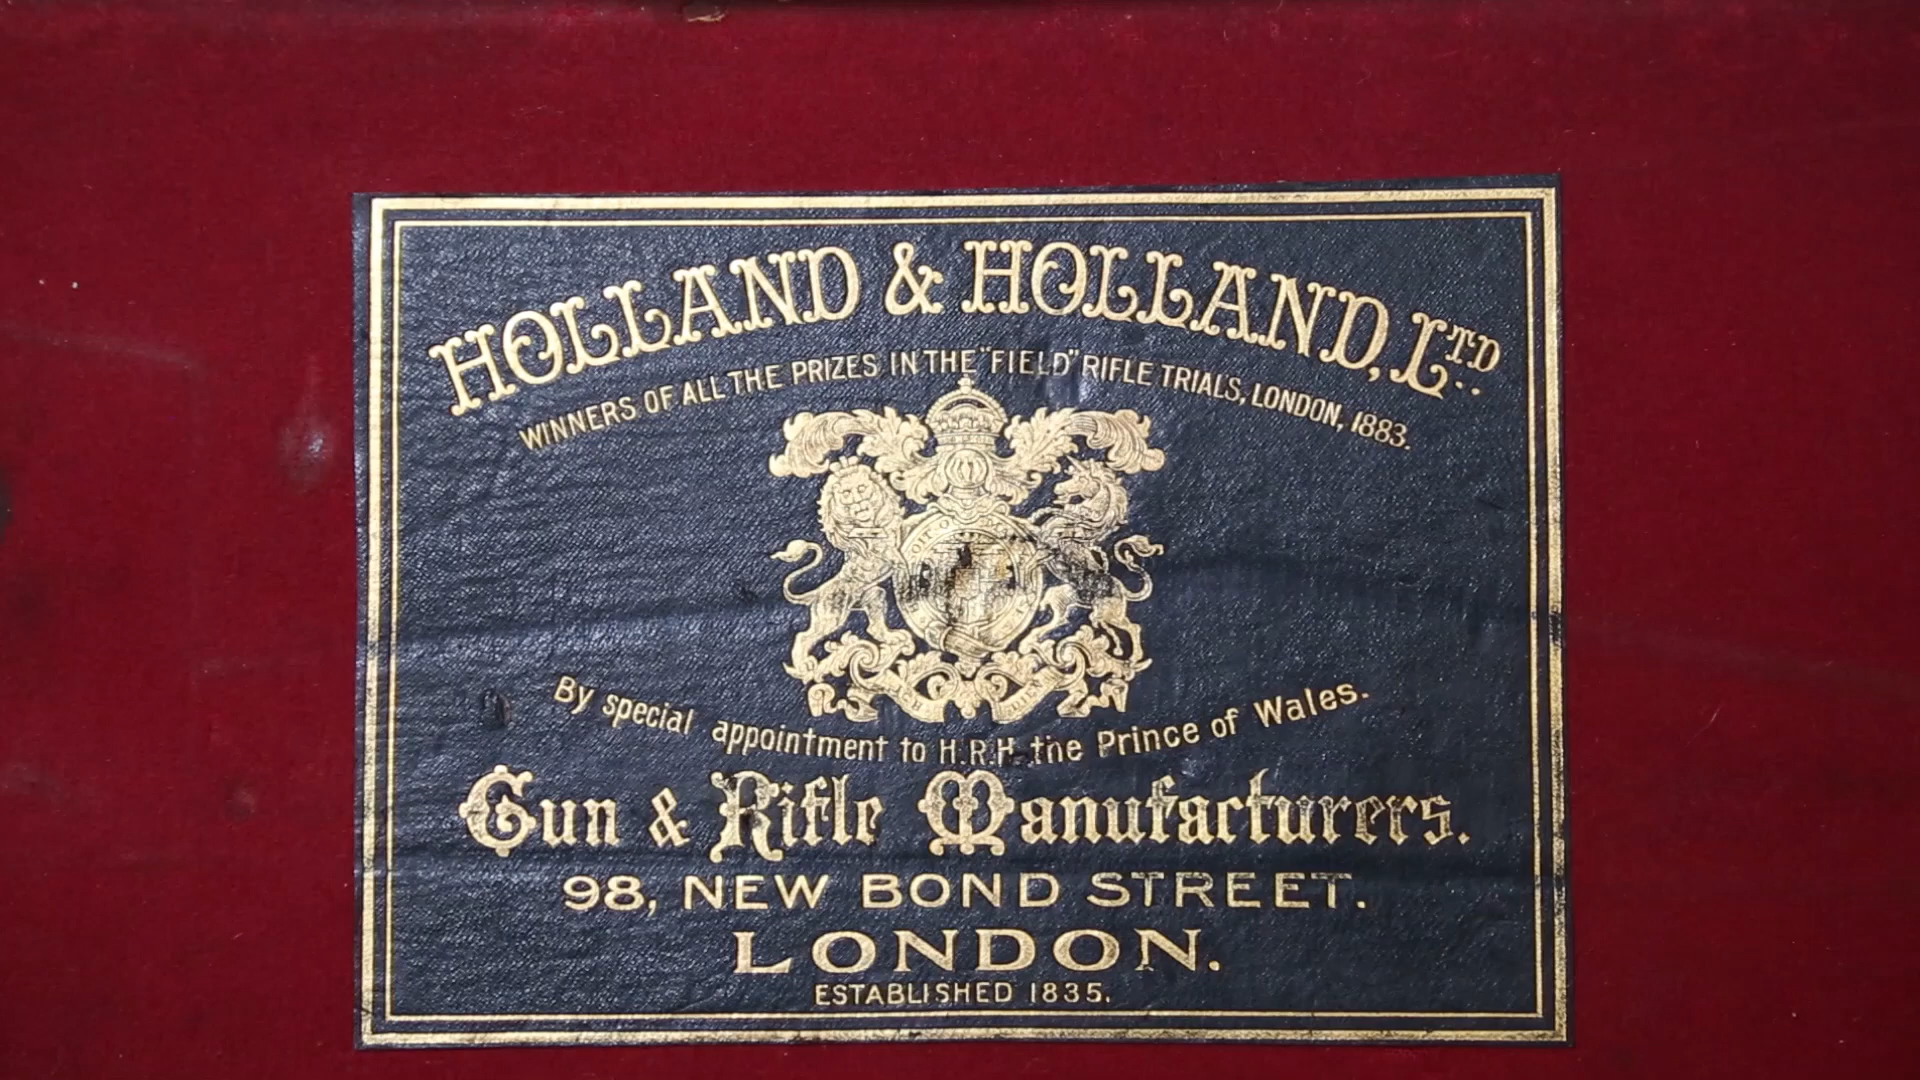 HOLLAND & HOLLAND, LTD.
WINNERS OF ALL THE PRIZES IN THE "FIELD" RIFLE TRIALS, LONDON, 1883.
By special appointment to H.R.H. the Prince of Wales.
Gun & Rifle Manufacturers.
98, NEW BOND STREET.
LONDON.
ESTABLISHED 1835.